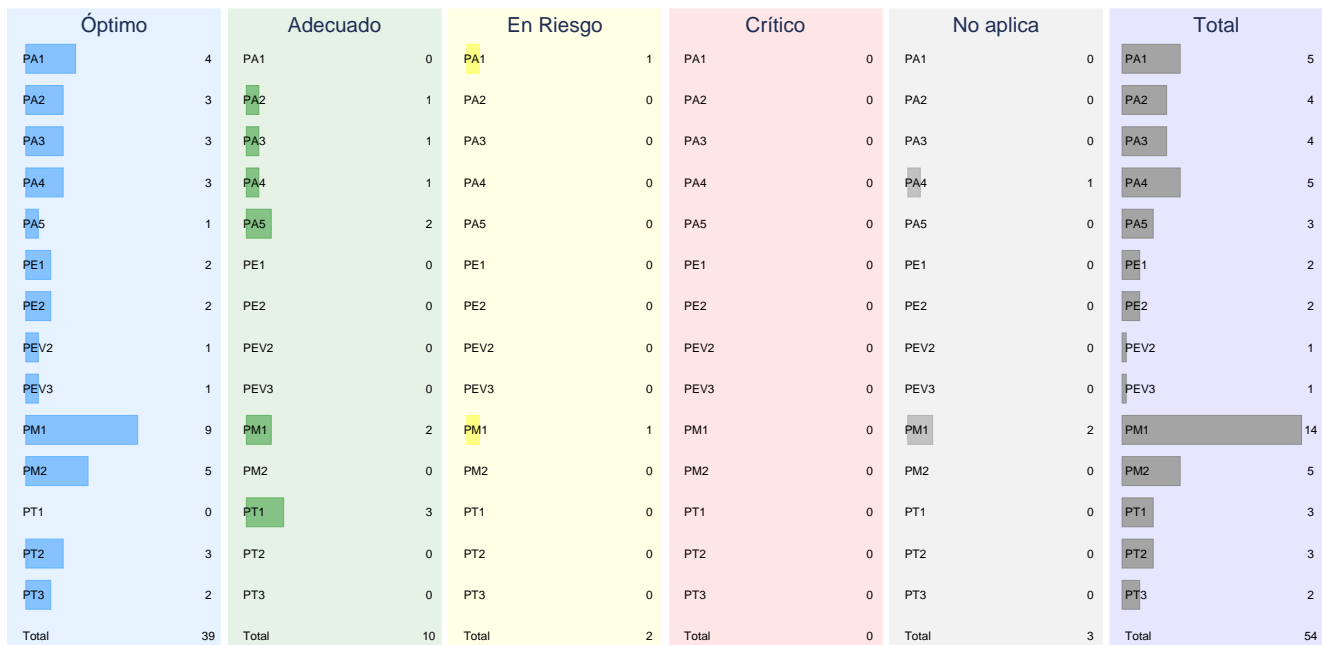 Óptimo Adecuado En Riesgo Crítico No aplica Total
PA1 4 PA1 0 PA1 1 PA1 0 PA1 0 PA1 5
PA2 3 PA2 1 PA2 0 PA2 0 PA2 0 PA2 4
PA3 3 PA3 1 PA3 0 PA3 0 PA3 0 PA3 4
PA4 3 PA4 1 PA4 0 PA4 0 PA4 1 PA4 5
PA5 1 PA5 2 PA5 0 PA5 0 PA5 0 PA5 3
PE1 2 PE1 0 PE1 0 PE1 0 PE1 0 PE1 2
PE2 2 PE2 0 PE2 0 PE2 0 PE2 0 PE2 2
PEV2 1 PEV2 0 PEV2 0 PEV2 0 PEV2 0 PEV2 1
PEV3 1 PEV3 0 PEV3 0 PEV3 0 PEV3 0 PEV3 1
PM1 9 PM1 2 PM1 1 PM1 0 PM1 2 PM1 14
PM2 5 PM2 0 PM2 0 PM2 0 PM2 0 PM2 5
PT1 0 PT1 3 PT1 0 PT1 0 PT1 0 PT1 3
PT2 3 PT2 0 PT2 0 PT2 0 PT2 0 PT2 3
PT3 2 PT3 0 PT3 0 PT3 0 PT3 0 PT3 2
Total 39 Total 10 Total 2 Total 0 Total 3 Total 54